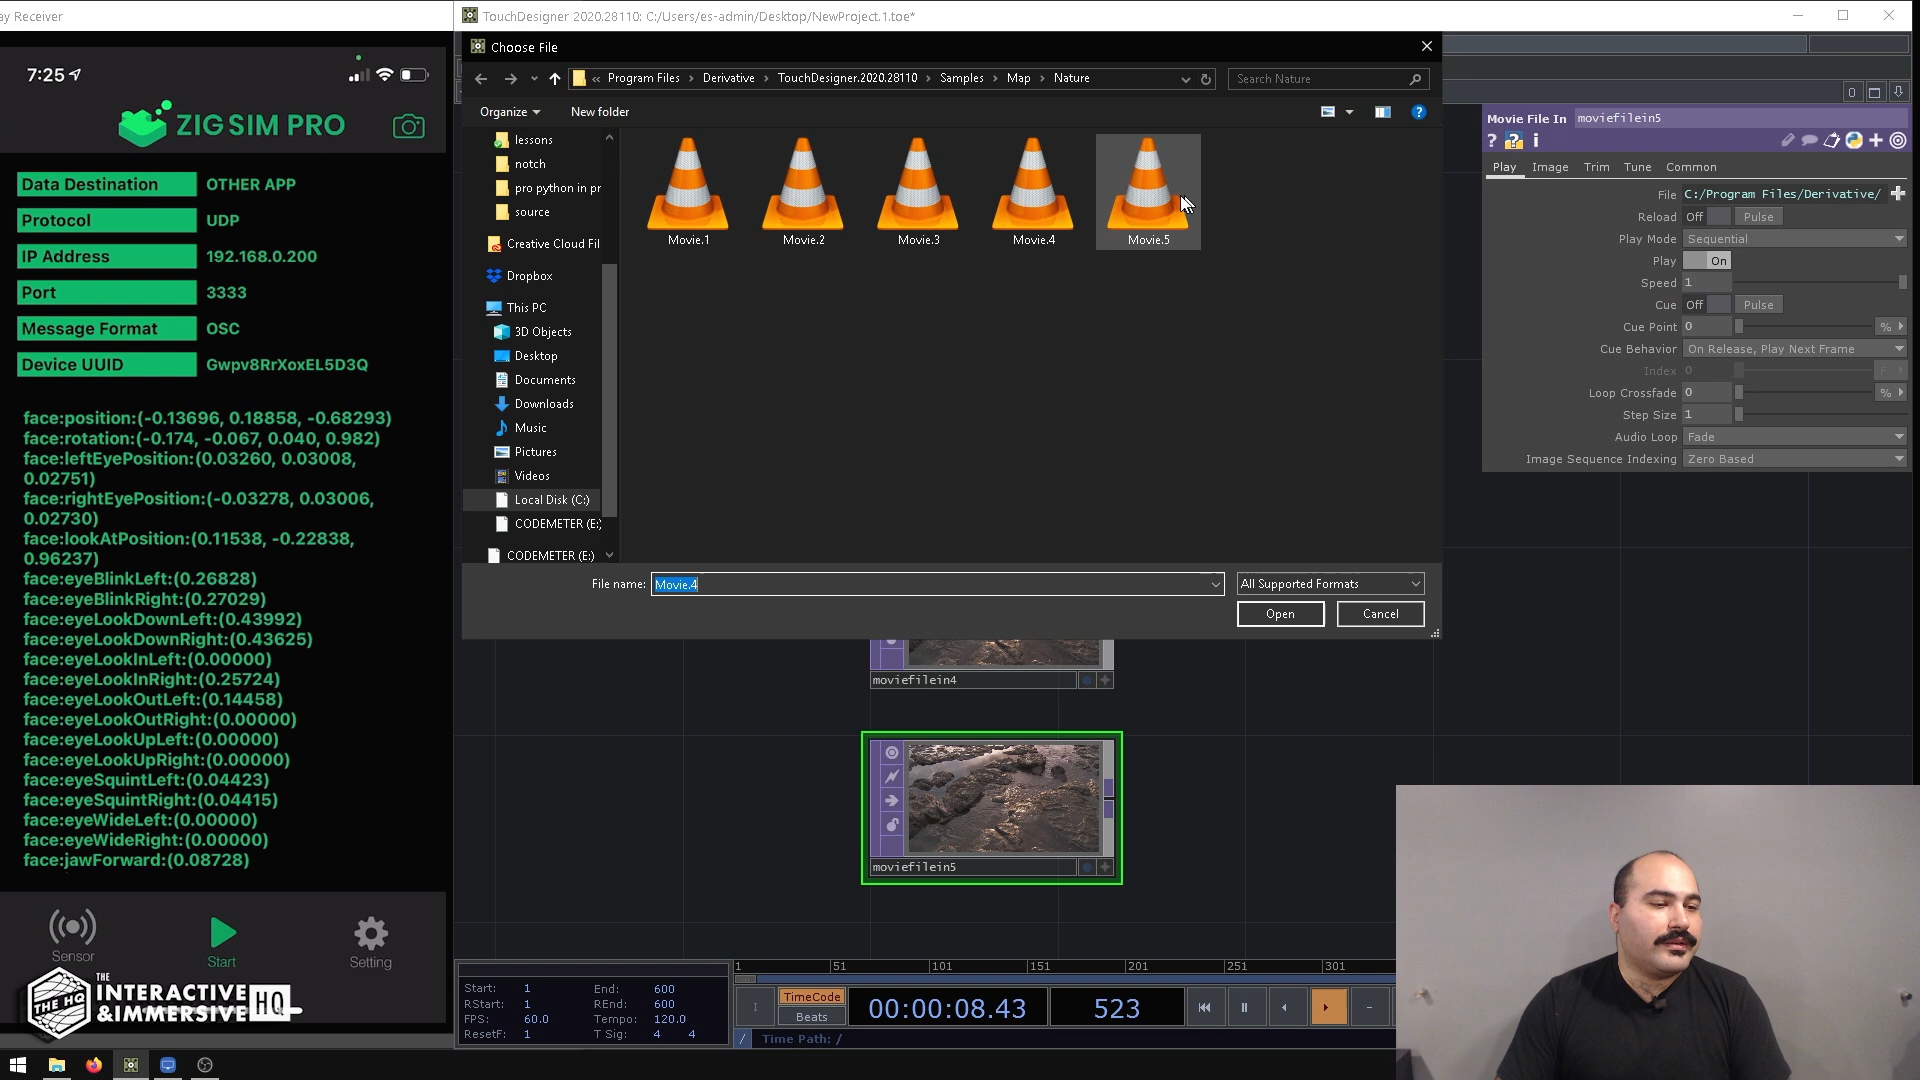 ay Receiver
TouchDesigner 2020.28110: C:/Users/es-admin/Desktop/NewProject.1.toe*
7:25
ZIG SIM PRO
Data Destination OTHER APP
Protocol UDP
IP Address 192.168.0.200
Port 3333
Message Format OSC
Device UUID Gwpv8RrXoxEL5D3Q
face:position:(-0.13696, 0.18858, -0.68293)
face:rotation:(-0.174, -0.067, 0.040, 0.982)
face:leftEyePosition:(0.03260, 0.03008,
0.02751)
face:rightEyePosition:(-0.03278, 0.03006,
0.02730)
face:lookAtPosition:(0.11538, -0.22838,
0.96237)
face:eyeBlinkLeft:(0.26828)
face:eyeBlinkRight:(0.27029)
face:eyeLookDownLeft:(0.43992)
face:eyeLookDownRight:(0.43625)
face:eyeLookInLeft:(0.00000)
face:eyeLookInRight:(0.25724)
face:eyeLookOutLeft:(0.14458)
face:eyeLookOutRight:(0.00000)
face:eyeLookUpLeft:(0.00000)
face:eyeLookUpRight:(0.00000)
face:eyeSquintLeft:(0.04423)
face:eyeSquintRight:(0.04415)
face:eyeWideLeft:(0.00000)
face:eyeWideRight:(0.00000)
face:jawForward:(0.08728)
Sensor
Start
Setting
THE HQ
THE
INTERACTIVE
& IMMERSIVE HQ
Choose File
« Program Files › Derivative › TouchDesigner.2020.28110 › Samples › Map › Nature
Search Nature
Organize
New folder
lessons
notch
pro python in pr
source
Creative Cloud Fil
Dropbox
This PC
3D Objects
Desktop
Documents
Downloads
Music
Pictures
Videos
Local Disk (C:)
CODEMETER (E:)
CODEMETER (E:)
Movie.1
Movie.2
Movie.3
Movie.4
Movie.5
File name: Movie.4
All Supported Formats
Open
Cancel
moviefilein4
moviefilein5
Movie File In moviefilein5
? ? i
Play Image Trim Tune Common
File C:/Program Files/Derivative/
Reload Off Pulse
Play Mode Sequential
Play On
Speed 1
Cue Off Pulse
Cue Point 0 %
Cue Behavior On Release, Play Next Frame
Index 0 F
Loop Crossfade 0 %
Step Size 1
Audio Loop Fade
Image Sequence Indexing Zero Based
0
1 51 101 151 201 251 301
Start: 1 End: 600
RStart: 1 REnd: 600
FPS: 60.0 Tempo: 120.0
ResetF: 1 T Sig: 4 4
I
TimeCode
Beats
00:00:08.43
523
-
/ Time Path: /